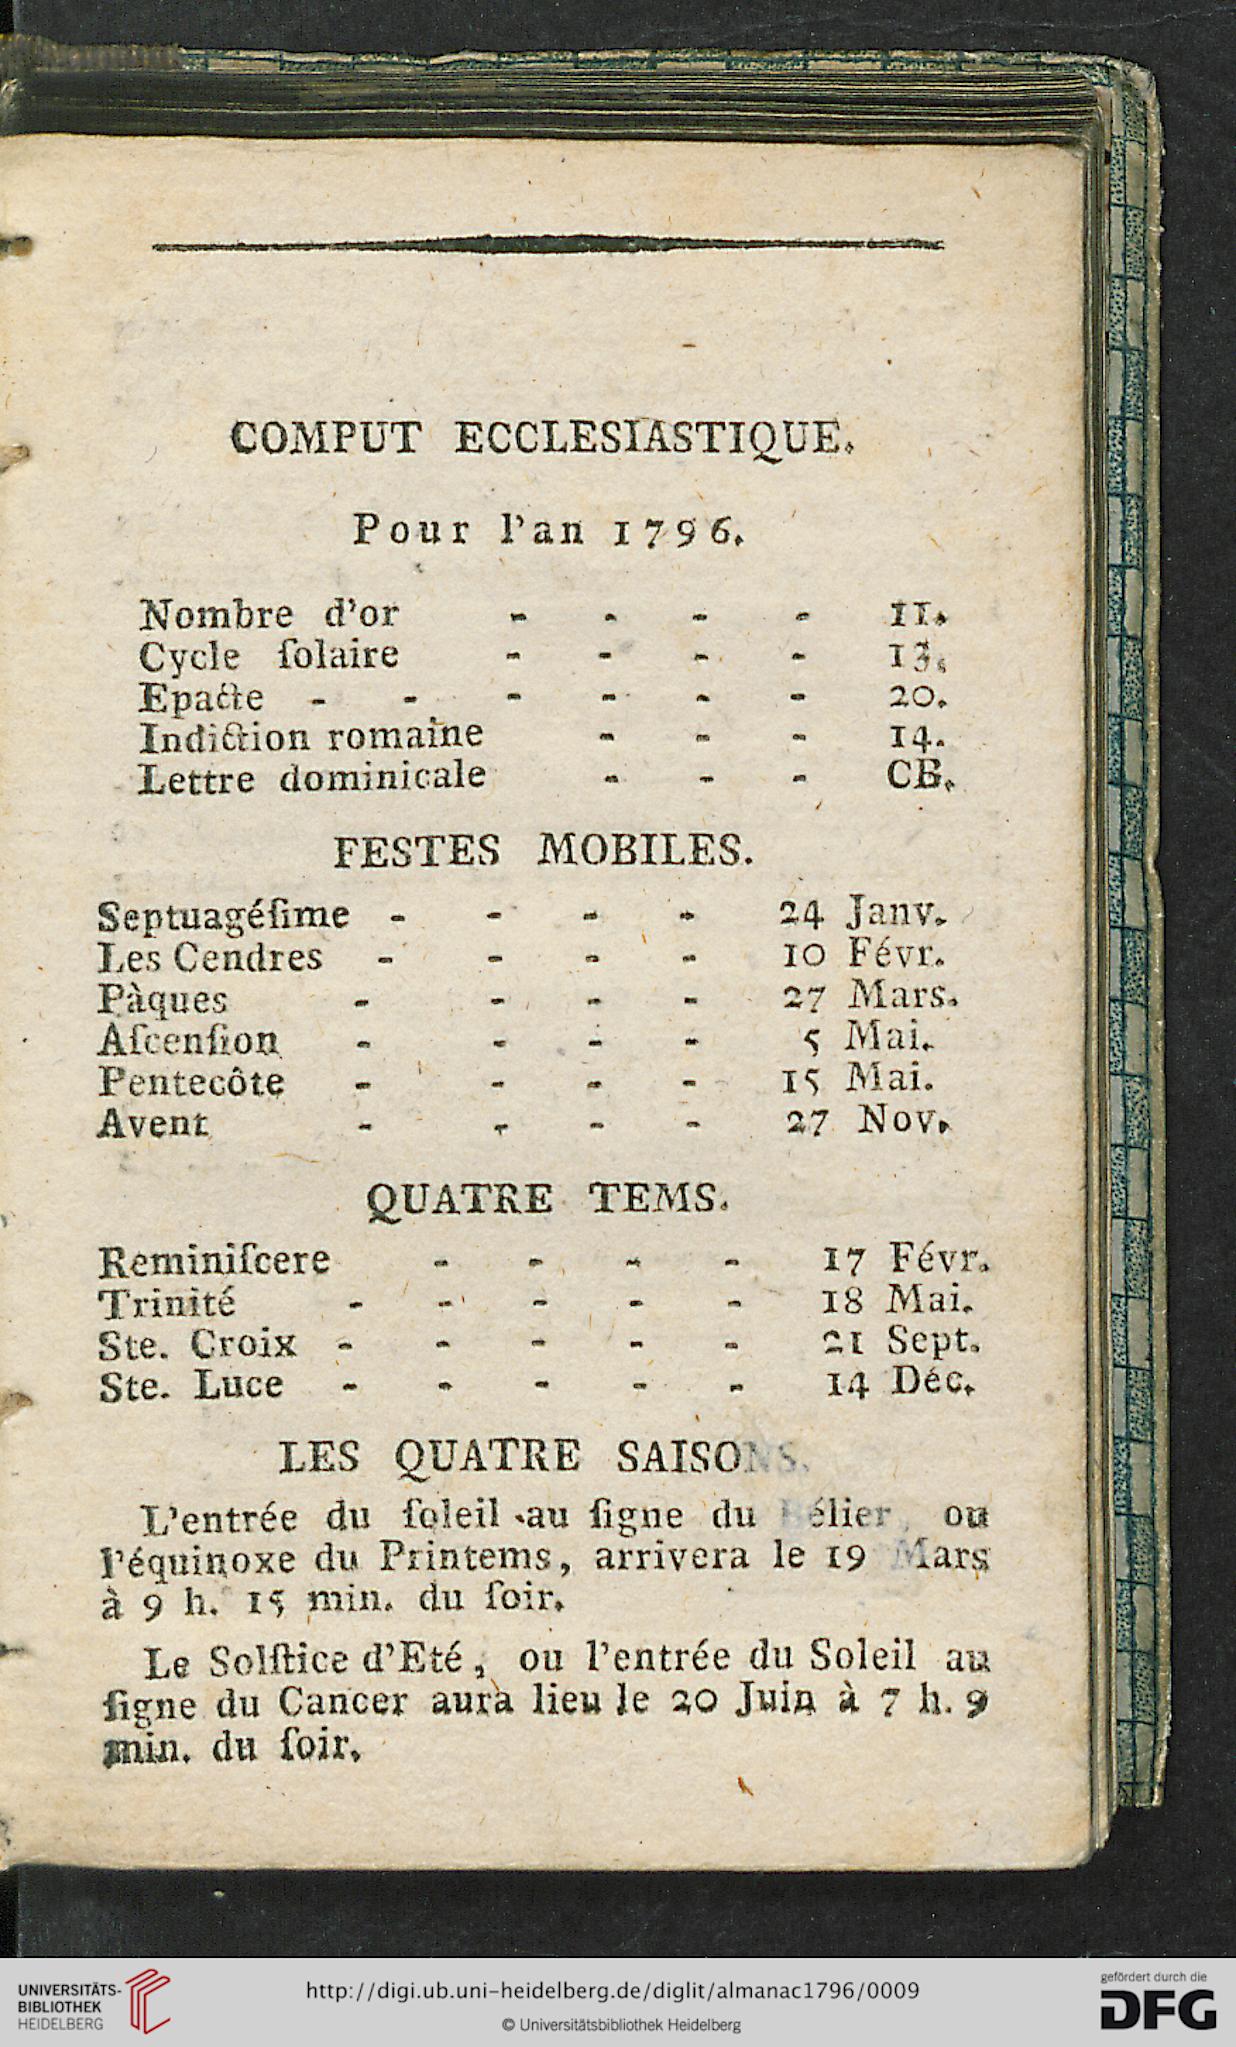 COMPUT ECCLESIASTIQUE.
Pour l'an 1796.
Nombre d'or - - - - 11.
Cycle ſolaire - - - - 13.
Epacte - - - - - - 20.
Indiction romaine - - - 14.
Lettre dominicale - - - CB.
FESTES MOBILES.
Septuagéſime - - - - 24 Janv.
Les Cendres - - - - 10 Févr.
Pàques - - - - 27 Mars.
Aſcenſion - - - - 5 Mai.
Pentecôte - - - - 15 Mai.
Avent - - - - 27 Nov.
QUATRE TEMS.
Reminiſcere - - - - 17 Févr.
Trinité - - - - - 18 Mai.
Ste. Croix - - - - - 21 Sept.
Ste. Luce - - - - - 14 Déc.
LES QUATRE SAISONS.
L'entrée du ſoleil au ſigne du Bélier, ou
l'équinoxe du Printems, arrivera le 19 Mars
à 9 h. 15 min. du ſoir.
Le Solſtice d'Eté, ou l'entrée du Soleil au
ſigne du Cancer aura lieu le 20 Juin à 7 h. 9
min. du ſoir.
UNIVERSITÄTS-
BIBLIOTHEK
HEIDELBERG
http://digi.ub.uni-heidelberg.de/diglit/almanac1796/0009
© Universitätsbibliothek Heidelberg
gefördert durch die
DFG